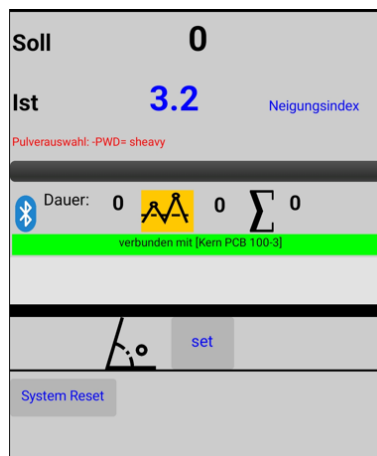 Soll 0
Ist 3.2 Neigungsindex
Pulverauswahl: -PWD= sheavy
Dauer: 0 0 ∑ 0
verbunden mit [Kern PCB 100-3]
set
System Reset